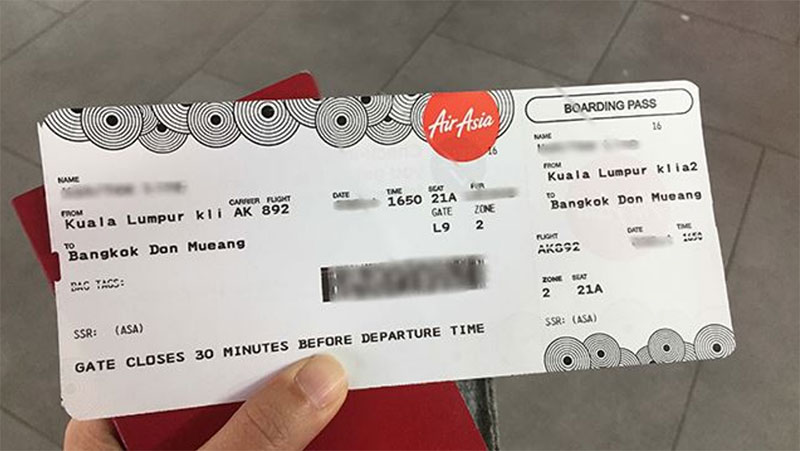 AirAsia
16
NAME
FROM
Kuala Lumpur kli
CARRIER FLIGHT
AK 892
DATE
TIME
1650
SEAT
21A
GATE
L9
ZONE
2
TO
Bangkok Don Mueang
BAG TAGS:
SSR: (ASA)
GATE CLOSES 30 MINUTES BEFORE DEPARTURE TIME
BOARDING PASS
NAME
16
FROM
Kuala Lumpur klia2
TO
Bangkok Don Mueang
FLIGHT
AK892
DATE
TIME
1650
ZONE SEAT
2 21A
SSR: (ASA)